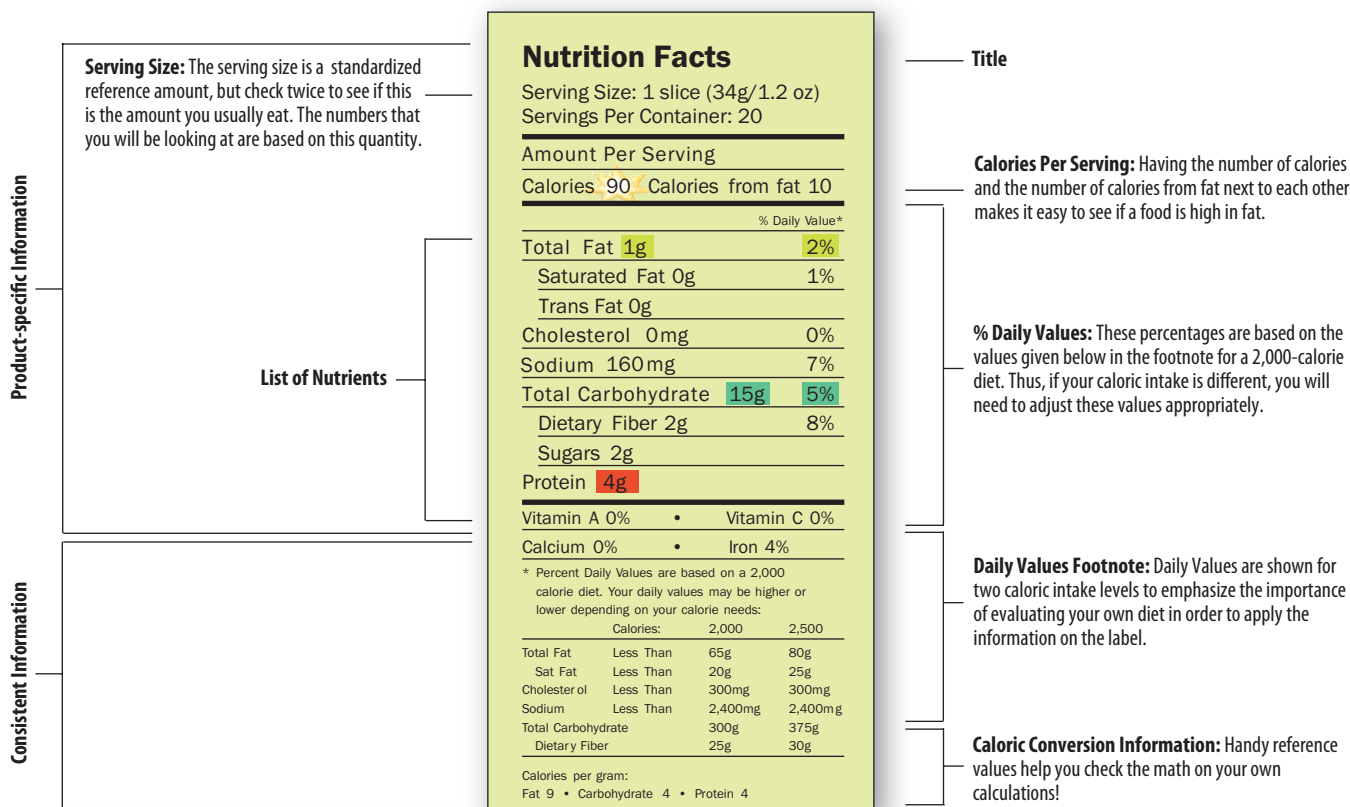 Product-specific Information
Consistent Information
Serving Size: The serving size is a standardized
reference amount, but check twice to see if this
is the amount you usually eat. The numbers that
you will be looking at are based on this quantity.
List of Nutrients
Nutrition Facts
Serving Size: 1 slice (34g/1.2 oz)
Servings Per Container: 20
Amount Per Serving
Calories 90 Calories from fat 10
% Daily Value*
Total Fat 1g 2%
Saturated Fat 0g 1%
Trans Fat 0g
Cholesterol 0mg 0%
Sodium 160mg 7%
Total Carbohydrate 15g 5%
Dietary Fiber 2g 8%
Sugars 2g
Protein 4g
Vitamin A 0% • Vitamin C 0%
Calcium 0% • Iron 4%
* Percent Daily Values are based on a 2,000
calorie diet. Your daily values may be higher or
lower depending on your calorie needs:
Calories: 2,000 2,500
Total Fat Less Than 65g 80g
Sat Fat Less Than 20g 25g
Cholesterol Less Than 300mg 300mg
Sodium Less Than 2,400mg 2,400mg
Total Carbohydrate 300g 375g
Dietary Fiber 25g 30g
Calories per gram:
Fat 9 • Carbohydrate 4 • Protein 4
Title
Calories Per Serving: Having the number of calories
and the number of calories from fat next to each other
makes it easy to see if a food is high in fat.
% Daily Values: These percentages are based on the
values given below in the footnote for a 2,000-calorie
diet. Thus, if your caloric intake is different, you will
need to adjust these values appropriately.
Daily Values Footnote: Daily Values are shown for
two caloric intake levels to emphasize the importance
of evaluating your own diet in order to apply the
information on the label.
Caloric Conversion Information: Handy reference
values help you check the math on your own
calculations!